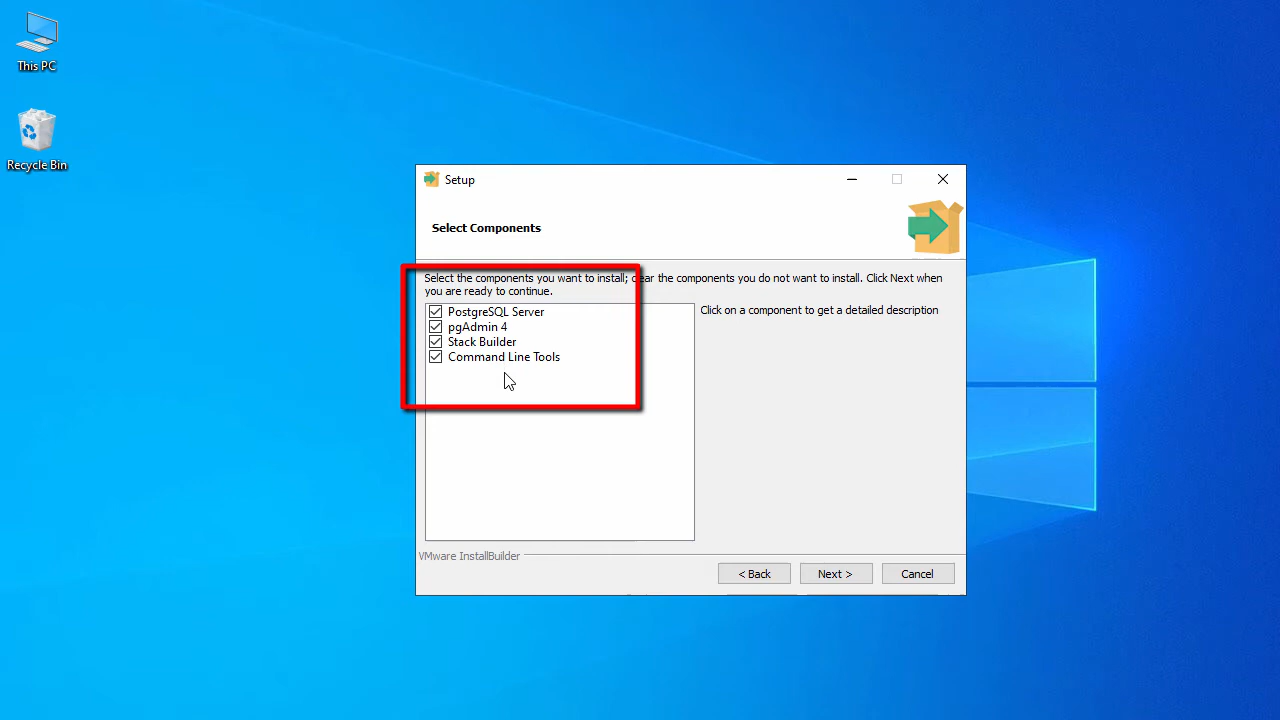 This PC
Recycle Bin
Setup
Select Components
Select the components you want to install; clear the components you do not want to install. Click Next when
you are ready to continue.
PostgreSQL Server
pgAdmin 4
Stack Builder
Command Line Tools
Click on a component to get a detailed description
VMware InstallBuilder
< Back
Next >
Cancel